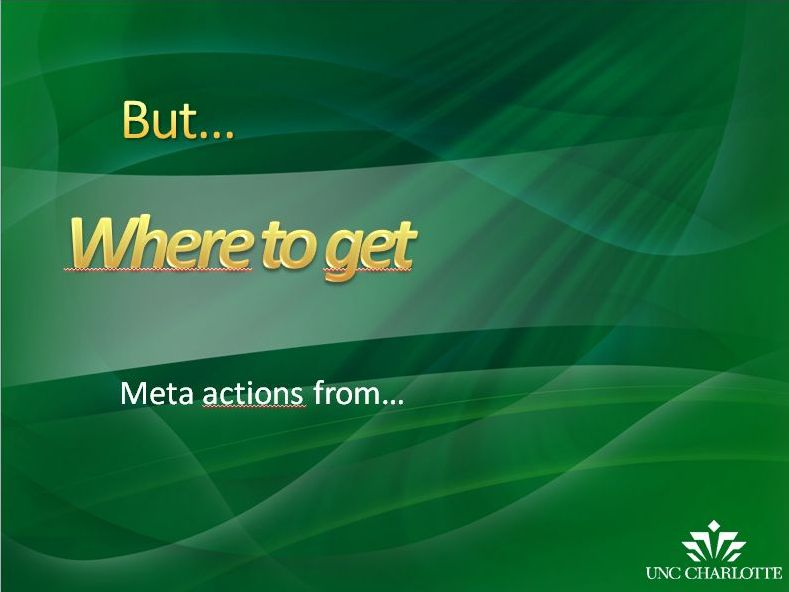 But...
Where to get
Meta actions from...
UNC CHARLOTTE